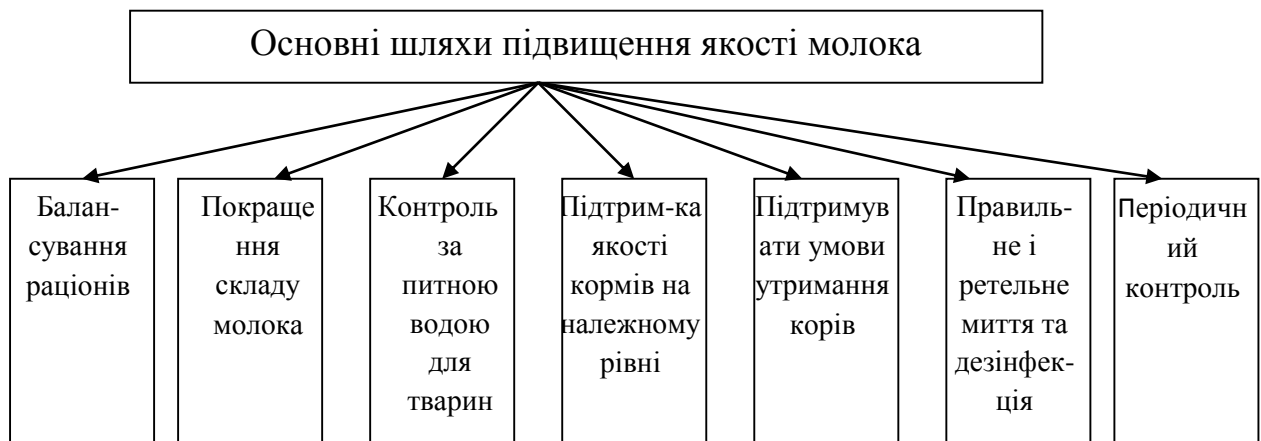 Основні шляхи підвищення якості молока
Балан-
сування
раціонів
Покраще
ння
складу
молока
Контроль
за
питною
водою
для
тварин
Підтрим-ка
якості
кормів на
належному
рівні
Підтримув
ати умови
утримання
корів
Правиль-
не і
ретельне
миття та
дезінфек-
ція
Періодичн
ий
контроль